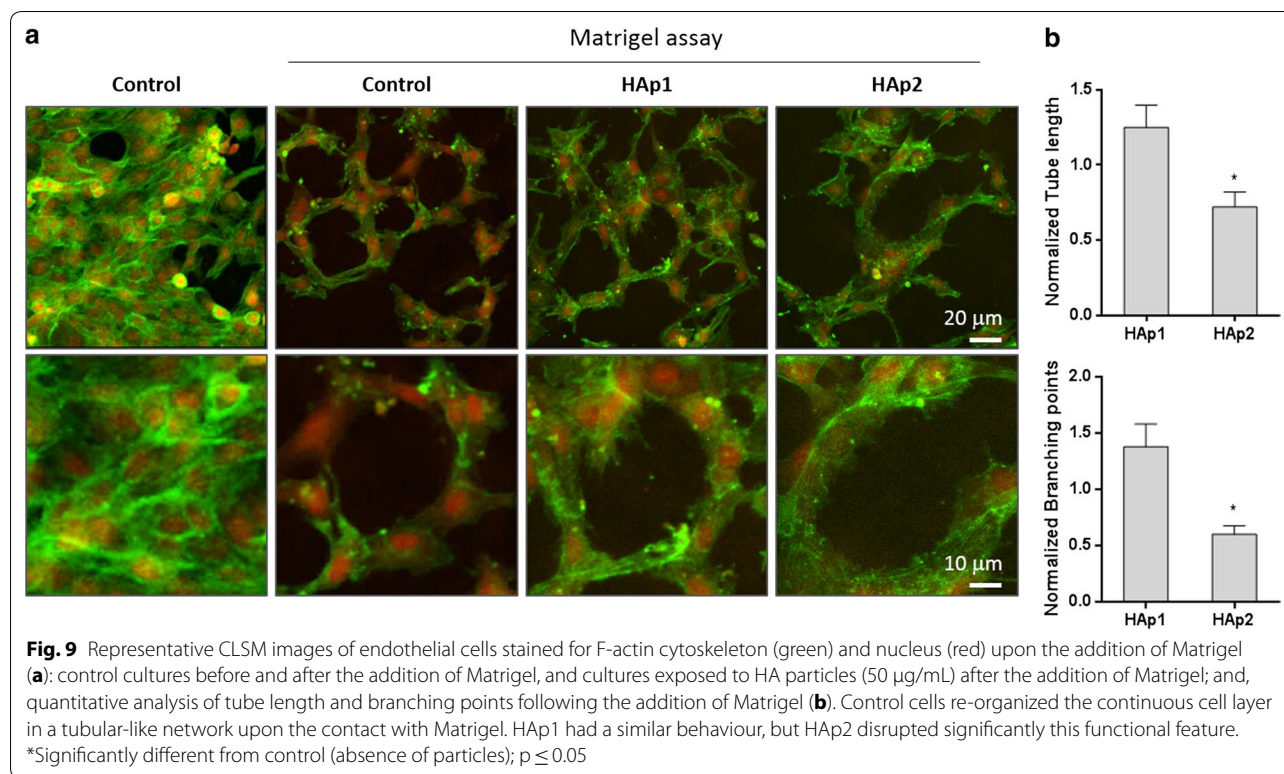 a
Matrigel assay
Control
Control
HAp1
HAp2
20 µm
10 µm
b
Normalized Tube length
1.5
1.0
0.5
0.0
HAp1
*
HAp2
Normalized Branching points
2.0
1.5
1.0
0.5
0.0
HAp1
*
HAp2
Fig. 9 Representative CLSM images of endothelial cells stained for F-actin cytoskeleton (green) and nucleus (red) upon the addition of Matrigel
(a): control cultures before and after the addition of Matrigel, and cultures exposed to HA particles (50 µg/mL) after the addition of Matrigel; and,
quantitative analysis of tube length and branching points following the addition of Matrigel (b). Control cells re-organized the continuous cell layer
in a tubular-like network upon the contact with Matrigel. HAp1 had a similar behaviour, but HAp2 disrupted significantly this functional feature.
*Significantly different from control (absence of particles); p ≤ 0.05